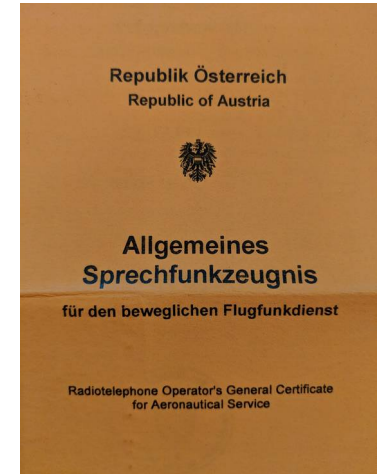 Republik Österreich
Republic of Austria
Allgemeines
Sprechfunkzeugnis
für den beweglichen Flugfunkdienst
Radiotelephone Operator's General Certificate
for Aeronautical Service